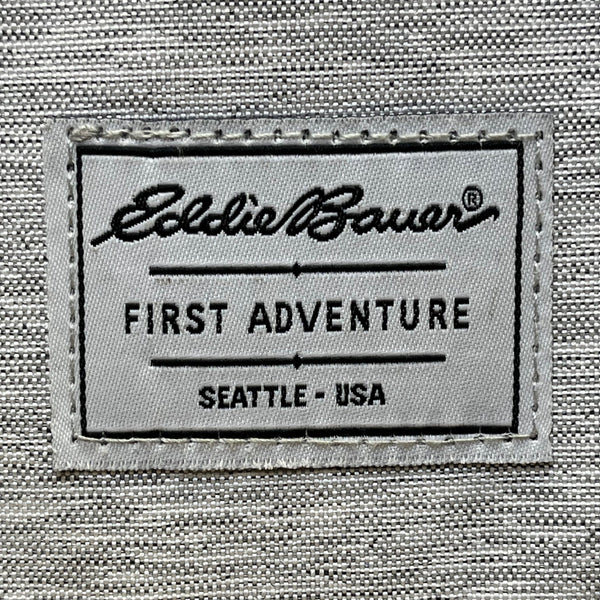 Eddie Bauer®
FIRST ADVENTURE
SEATTLE - USA